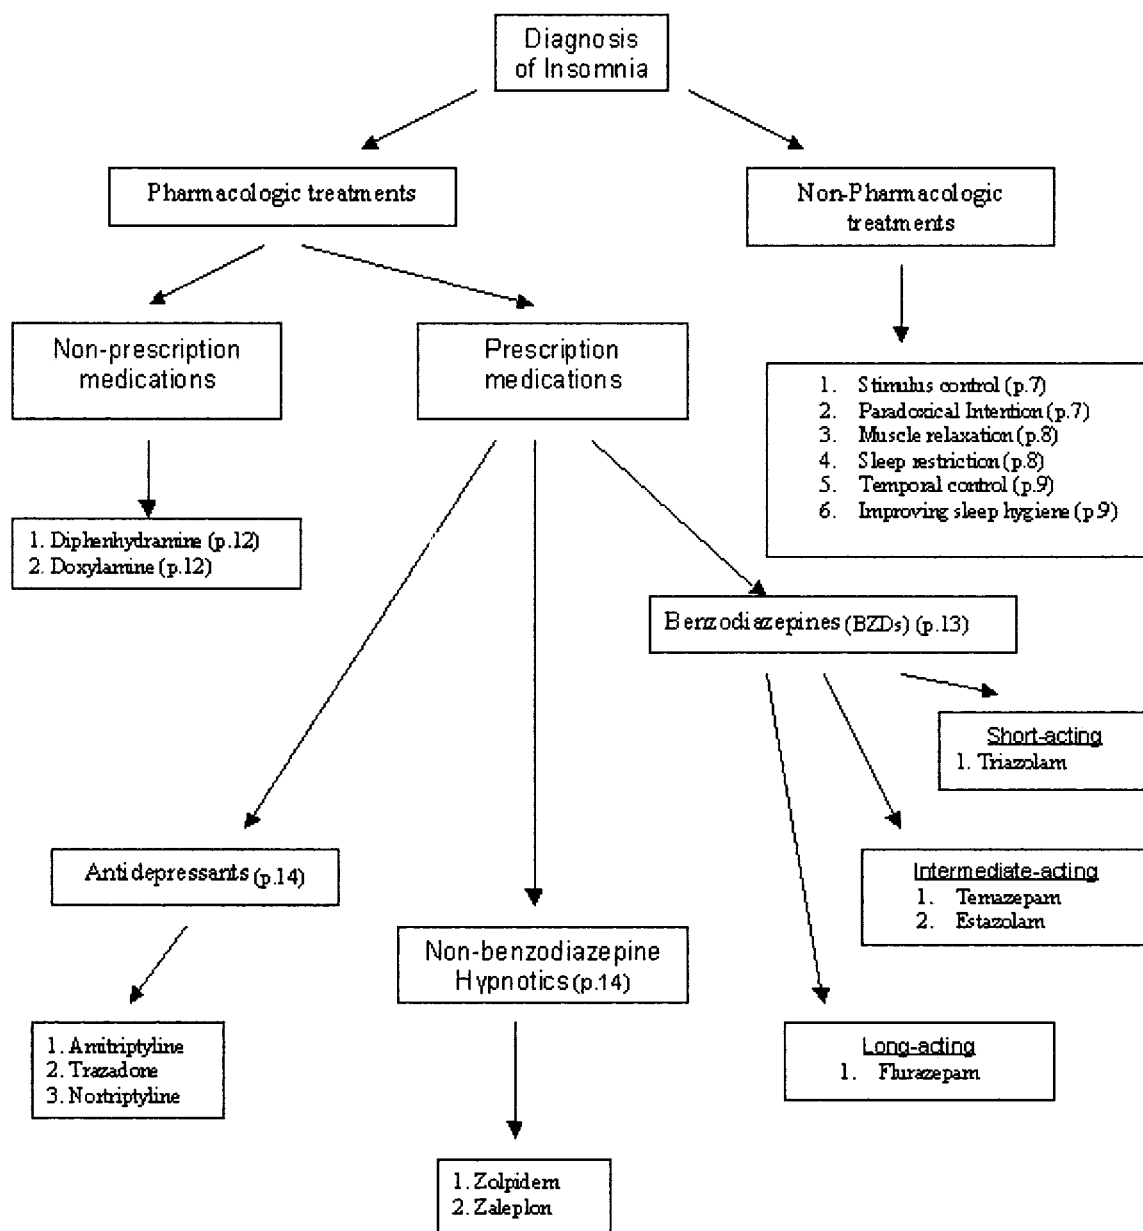 Diagnosis
of Insomnia
Pharmacologic treatments
Non-Pharmacologic
treatments
Non-prescription
medications
Prescription
medications
1. Stimulus control (p.7)
2. Paradoxical Intention (p.7)
3. Muscle relaxation (p.8)
4. Sleep restriction (p.8)
5. Temporal control (p.9)
6. Improving sleep hygiene (p.9)
1. Diphenhydramine (p.12)
2. Doxylamine (p.12)
Benzodiazepines (BZDs) (p.13)
Short-acting
1. Triazolam
Antidepressants (p.14)
Intermediate-acting
1. Temazepam
2. Estazolam
Non-benzodiazepine
Hypnotics (p.14)
1. Amitriptyline
2. Trazadone
3. Nortriptyline
Long-acting
1. Flurazepam
1. Zolpidem
2. Zaleplon